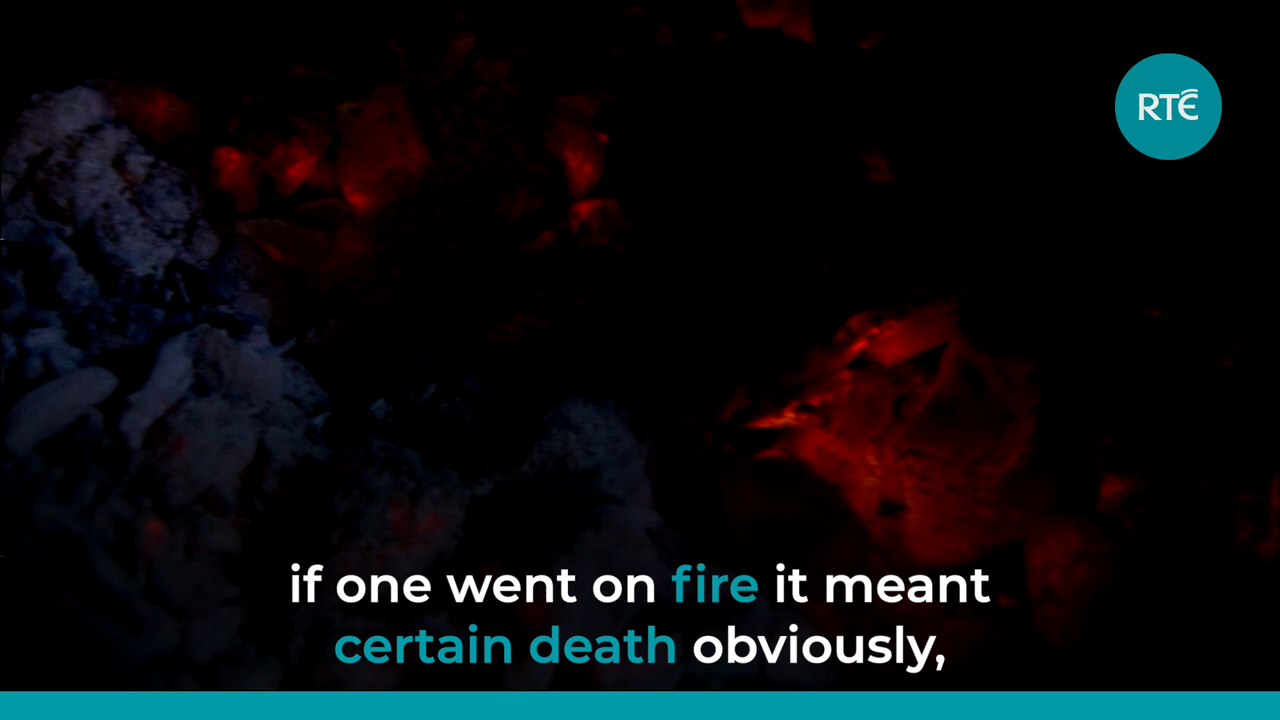 RTÉ
if one went on fire it meant
certain death obviously,